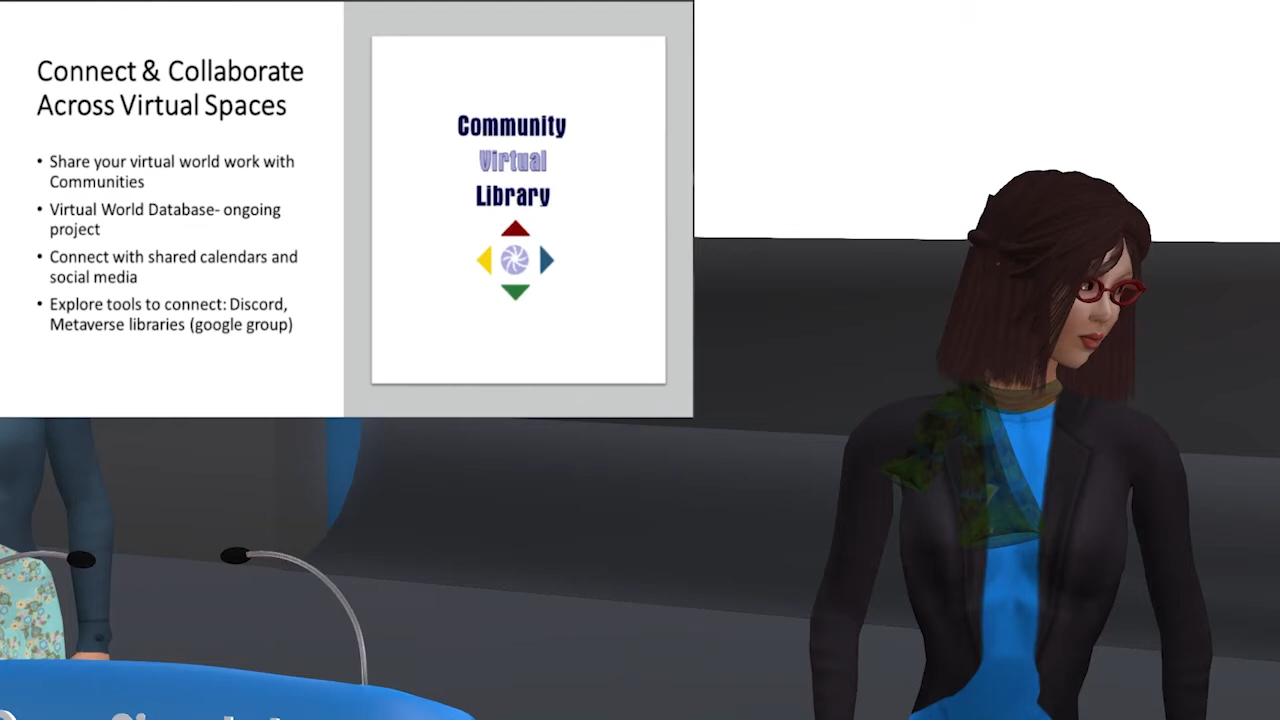 Connect & Collaborate
Across Virtual Spaces
• Share your virtual world work with
Communities
• Virtual World Database- ongoing
project
• Connect with shared calendars and
social media
• Explore tools to connect: Discord,
Metaverse libraries (google group)
Community
Virtual
Library